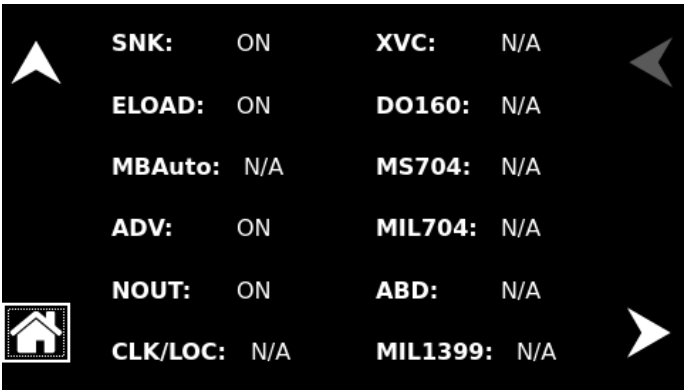 SNK: ON XVC: N/A
ELOAD: ON DO160: N/A
MBAuto: N/A MS704: N/A
ADV: ON MIL704: N/A
NOUT: ON ABD: N/A
CLK/LOC: N/A MIL1399: N/A